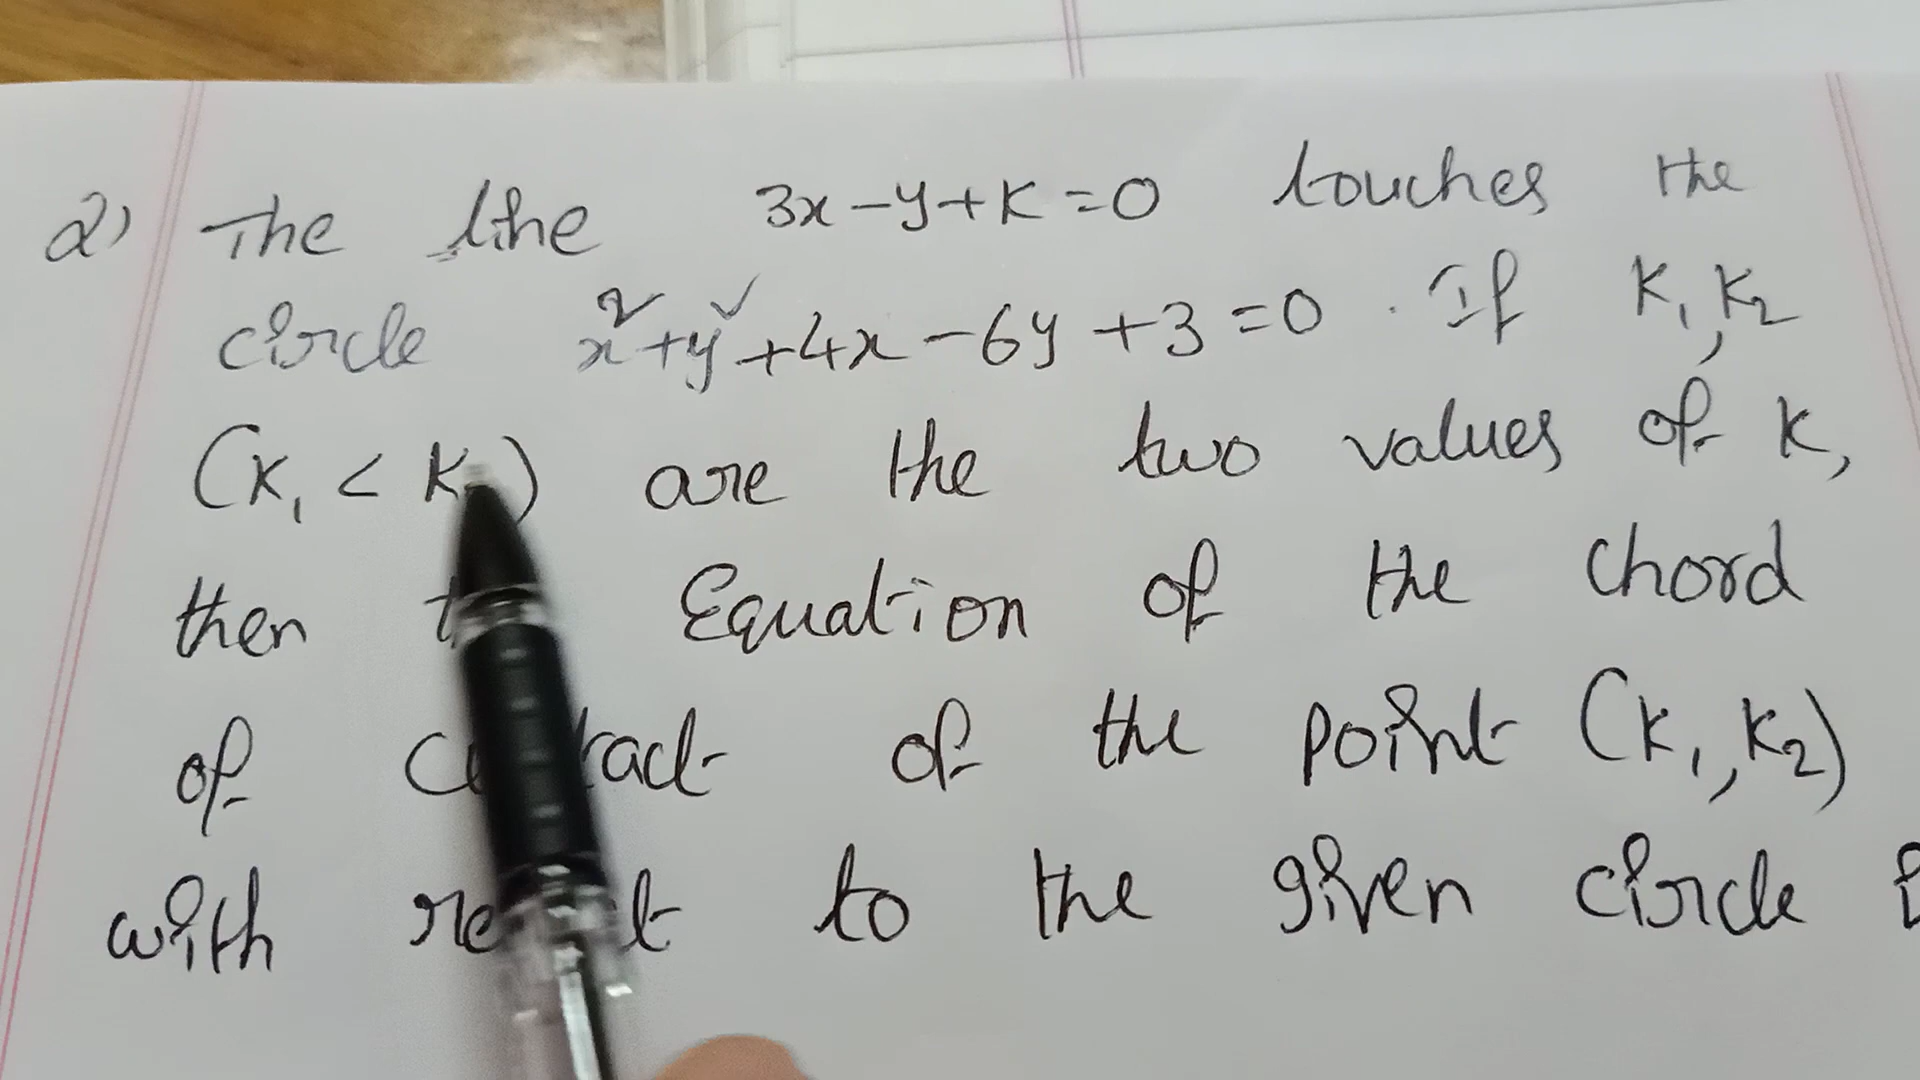 2) The line 3x-y+K=0 touches the
circle x²+y²+4x-6y+3=0. If K₁,K₂
(K₁ < K ) are the two values of K,
then Equation of the chord
of of the point (K₁,K₂)
with to the given circle